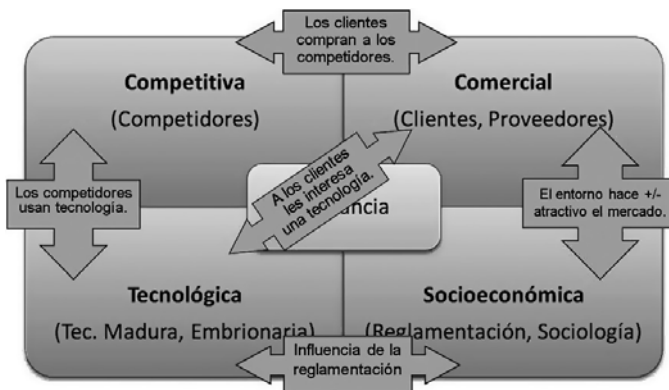 Los clientes
compran a los
competidores.
Competitiva
(Competidores)
Comercial
(Clientes, Proveedores)
Los competidores
usan tecnología.
A los clientes
les interesa
una tecnología.
El entorno hace +/-
atractivo el mercado.
Tecnológica
(Tec. Madura, Embrionaria)
Socioeconómica
(Reglamentación, Sociología)
Influencia de la
reglamentación